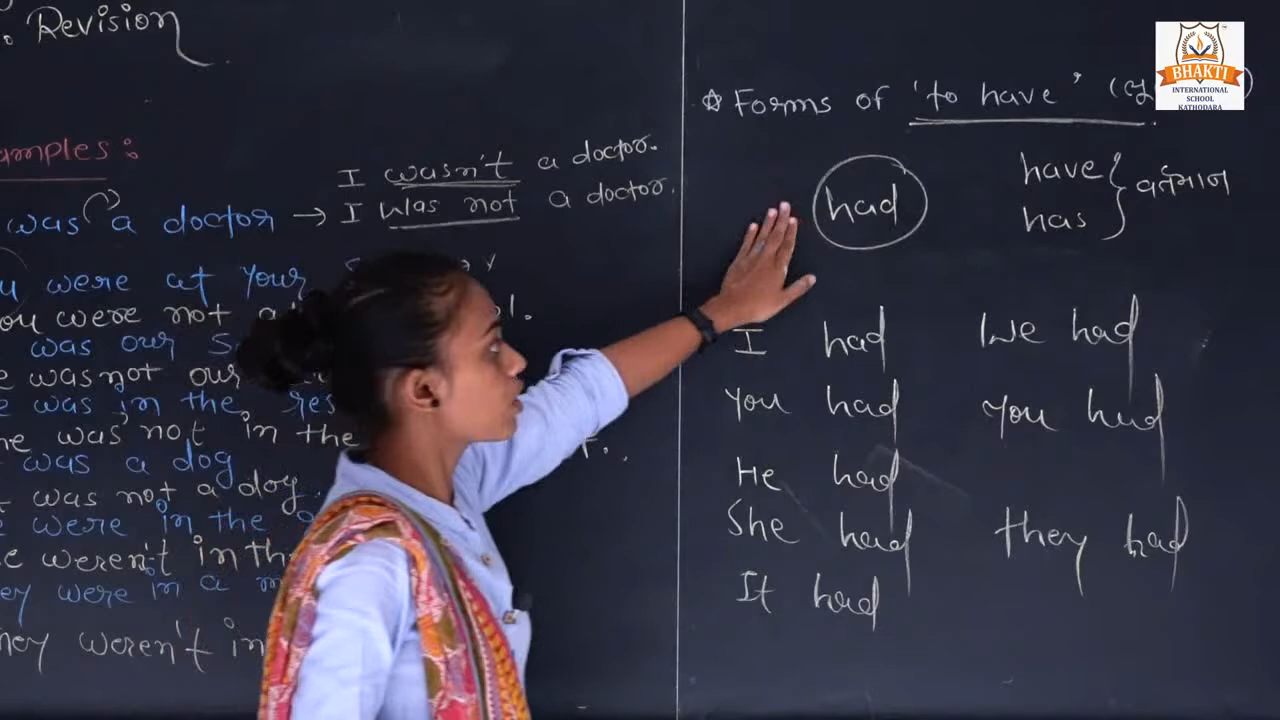 . Revision
amples:
I wasn't a doctor.
was a doctor → I was not a doctor.
u were at your
ou were not a
was our S
e was not our
e was in the res
he was not in the
was a dog
t was not a dog.
e were in the
e weren't in th
ey were in a m
hey weren't in
☆ Forms of 'to have' (
had
have
has } वर्तमान
I had
We had
You had
You had
He had
She had
they had
It had
BHAKTI
INTERNATIONAL
SCHOOL
KATHODARA